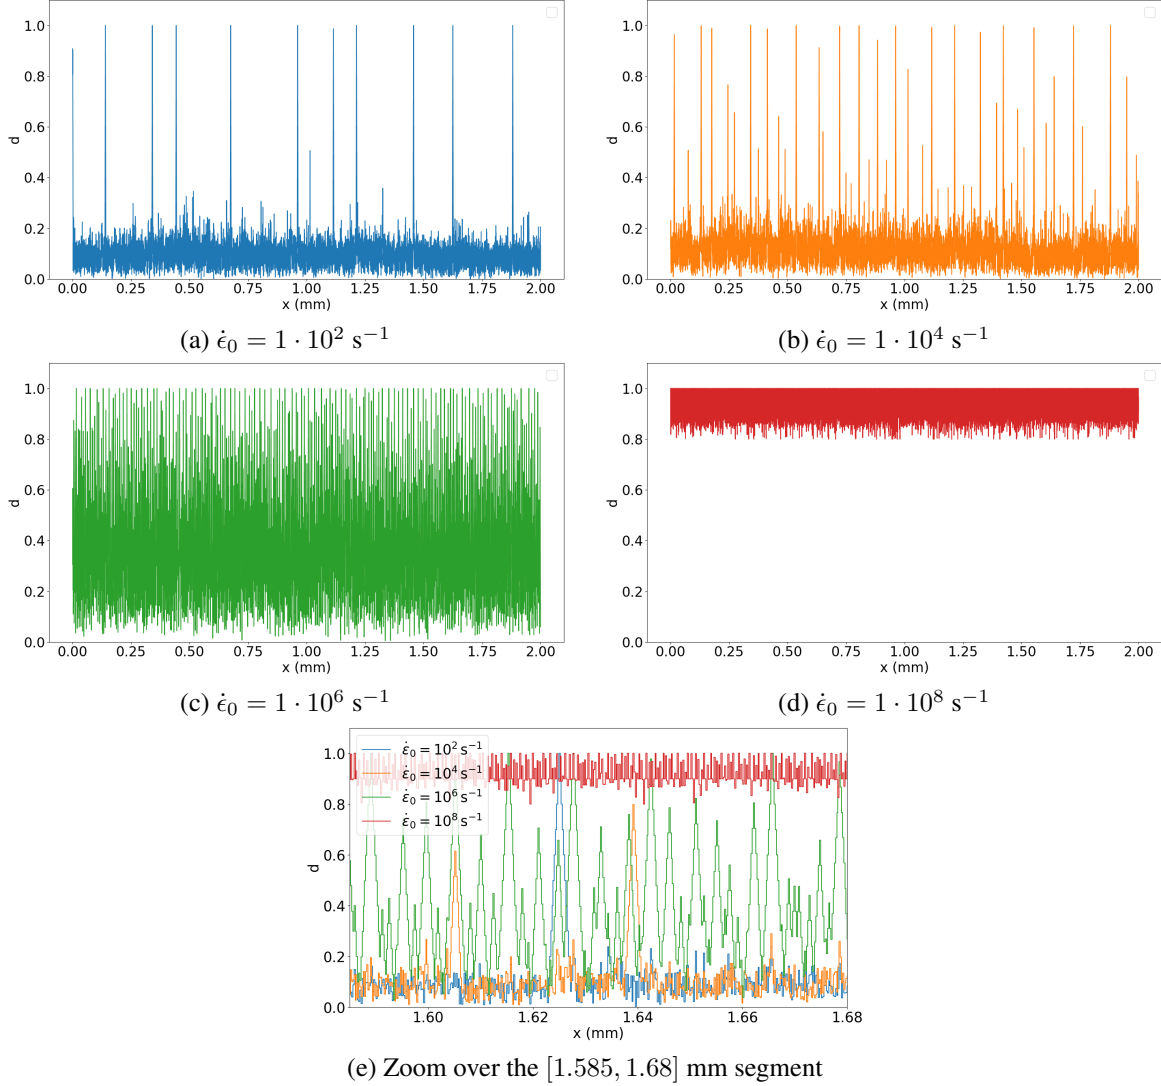 1.0
0.8
0.6
0.4
0.2
0.0
d
0.00 0.25 0.50 0.75 1.00 1.25 1.50 1.75 2.00
x (mm)
(a) ε̇₀ = 1 · 10² s⁻¹
1.0
0.8
0.6
0.4
0.2
0.0
d
0.00 0.25 0.50 0.75 1.00 1.25 1.50 1.75 2.00
x (mm)
(b) ε̇₀ = 1 · 10⁴ s⁻¹
1.0
0.8
0.6
0.4
0.2
0.0
d
0.00 0.25 0.50 0.75 1.00 1.25 1.50 1.75 2.00
x (mm)
(c) ε̇₀ = 1 · 10⁶ s⁻¹
1.0
0.8
0.6
0.4
0.2
0.0
d
0.00 0.25 0.50 0.75 1.00 1.25 1.50 1.75 2.00
x (mm)
(d) ε̇₀ = 1 · 10⁸ s⁻¹
1.0
0.8
0.6
0.4
0.2
0.0
d
ε̇₀ = 10² s⁻¹
ε̇₀ = 10⁴ s⁻¹
ε̇₀ = 10⁶ s⁻¹
ε̇₀ = 10⁸ s⁻¹
1.60 1.62 1.64 1.66 1.68
x (mm)
(e) Zoom over the [1.585, 1.68] mm segment